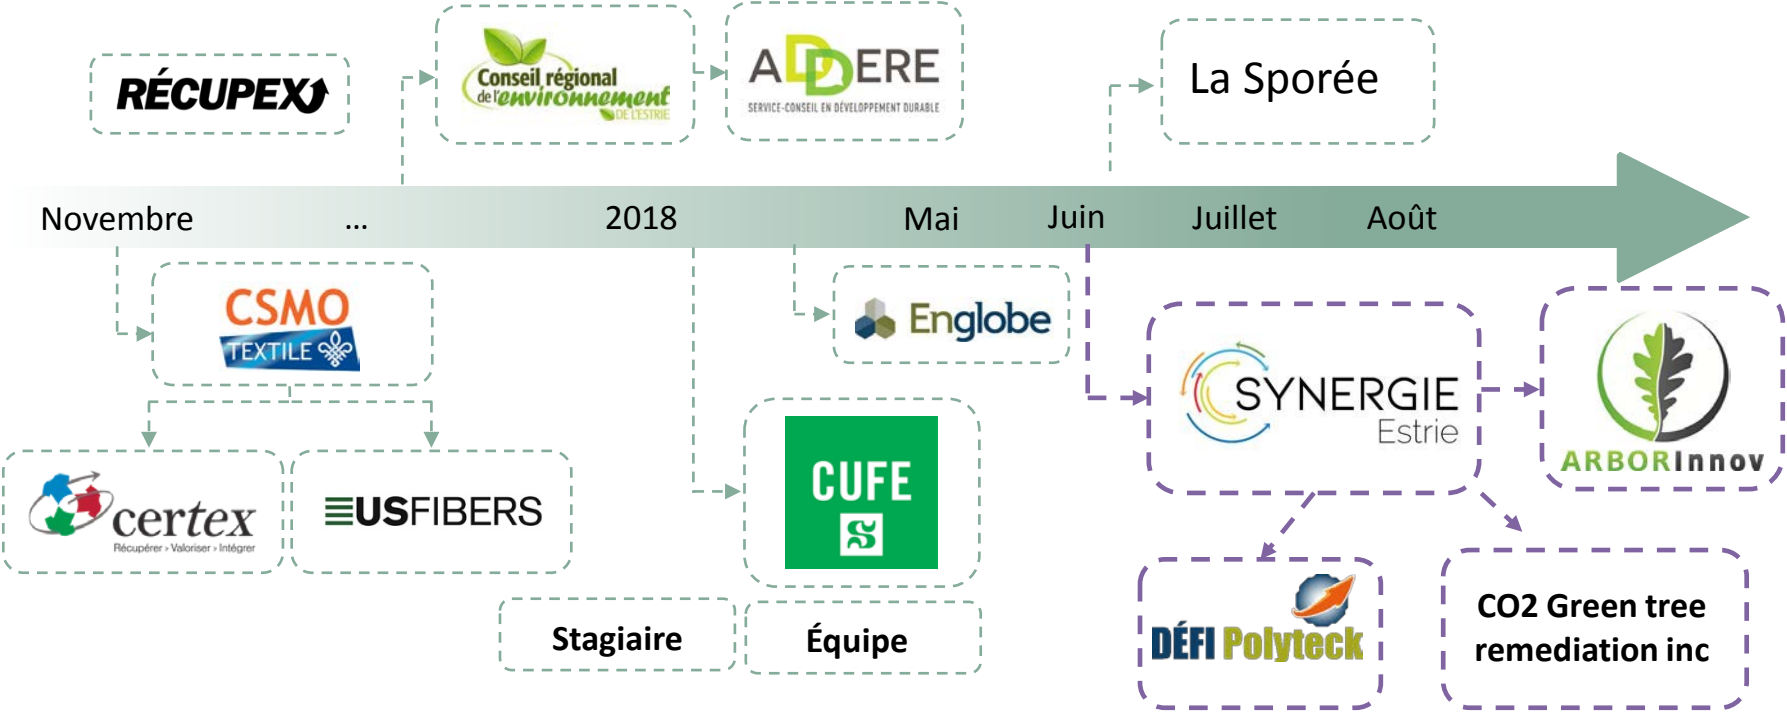 RÉCUPEX
Conseil régional
de l'environnement
DE L'ESTRIE
ADDERE
SERVICE-CONSEIL EN DÉVELOPPEMENT DURABLE
La Sporée
Novembre
...
2018
Mai
Juin
Juillet
Août
CSMO
TEXTILE
Englobe
SYNERGIE
Estrie
ARBORInnov
certex
Récupérer › Valoriser › Intégrer
USFIBERS
CUFE
S
Stagiaire
Équipe
DÉFI Polyteck
CO2 Green tree
remediation inc